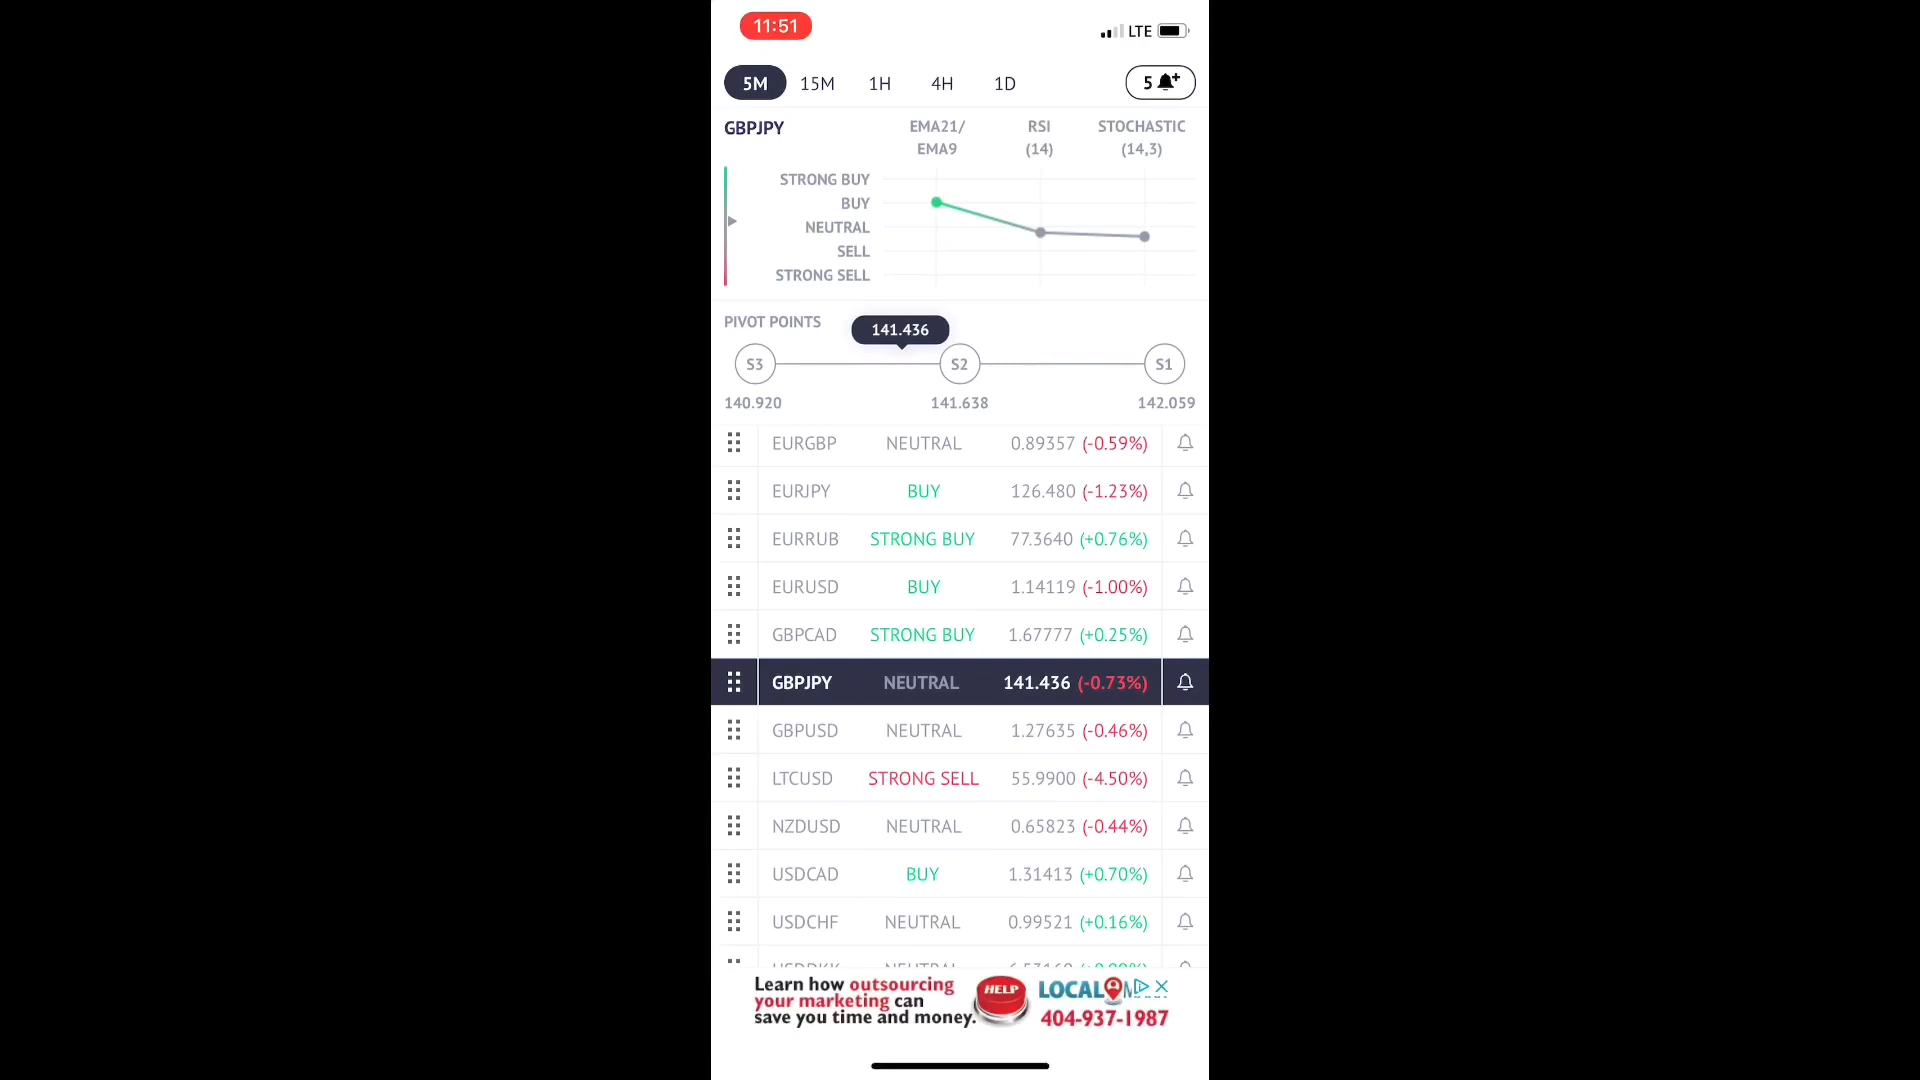 11:51 LTE
5M 15M 1H 4H 1D 5
GBPJPY EMA21/ RSI STOCHASTIC
EMA9 (14) (14,3)
STRONG BUY
BUY
NEUTRAL
SELL
STRONG SELL
PIVOT POINTS 141.436
S3 S2 S1
140.920 141.638 142.059
EURGBP NEUTRAL 0.89357 (-0.59%)
EURJPY BUY 126.480 (-1.23%)
EURRUB STRONG BUY 77.3640 (+0.76%)
EURUSD BUY 1.14119 (-1.00%)
GBPCAD STRONG BUY 1.67777 (+0.25%)
GBPJPY NEUTRAL 141.436 (-0.73%)
GBPUSD NEUTRAL 1.27635 (-0.46%)
LTCUSD STRONG SELL 55.9900 (-4.50%)
NZDUSD NEUTRAL 0.65823 (-0.44%)
USDCAD BUY 1.31413 (+0.70%)
USDCHF NEUTRAL 0.99521 (+0.16%)
Learn how outsourcing
your marketing can
save you time and money.
HELP
LOCAL
404-937-1987